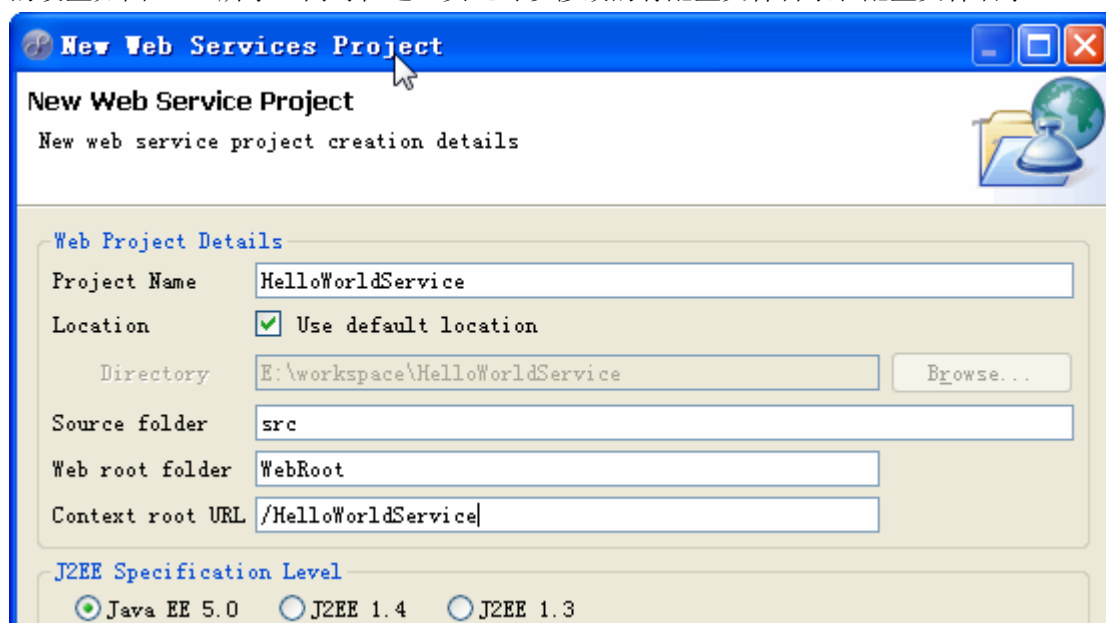 New Web Services Project
New Web Service Project
New web service project creation details
Web Project Details
Project Name HelloWorldService
Location Use default location
Directory E:\workspace\HelloWorldService Browse...
Source folder src
Web root folder WebRoot
Context root URL /HelloWorldService
J2EE Specification Level
Java EE 5.0 J2EE 1.4 J2EE 1.3